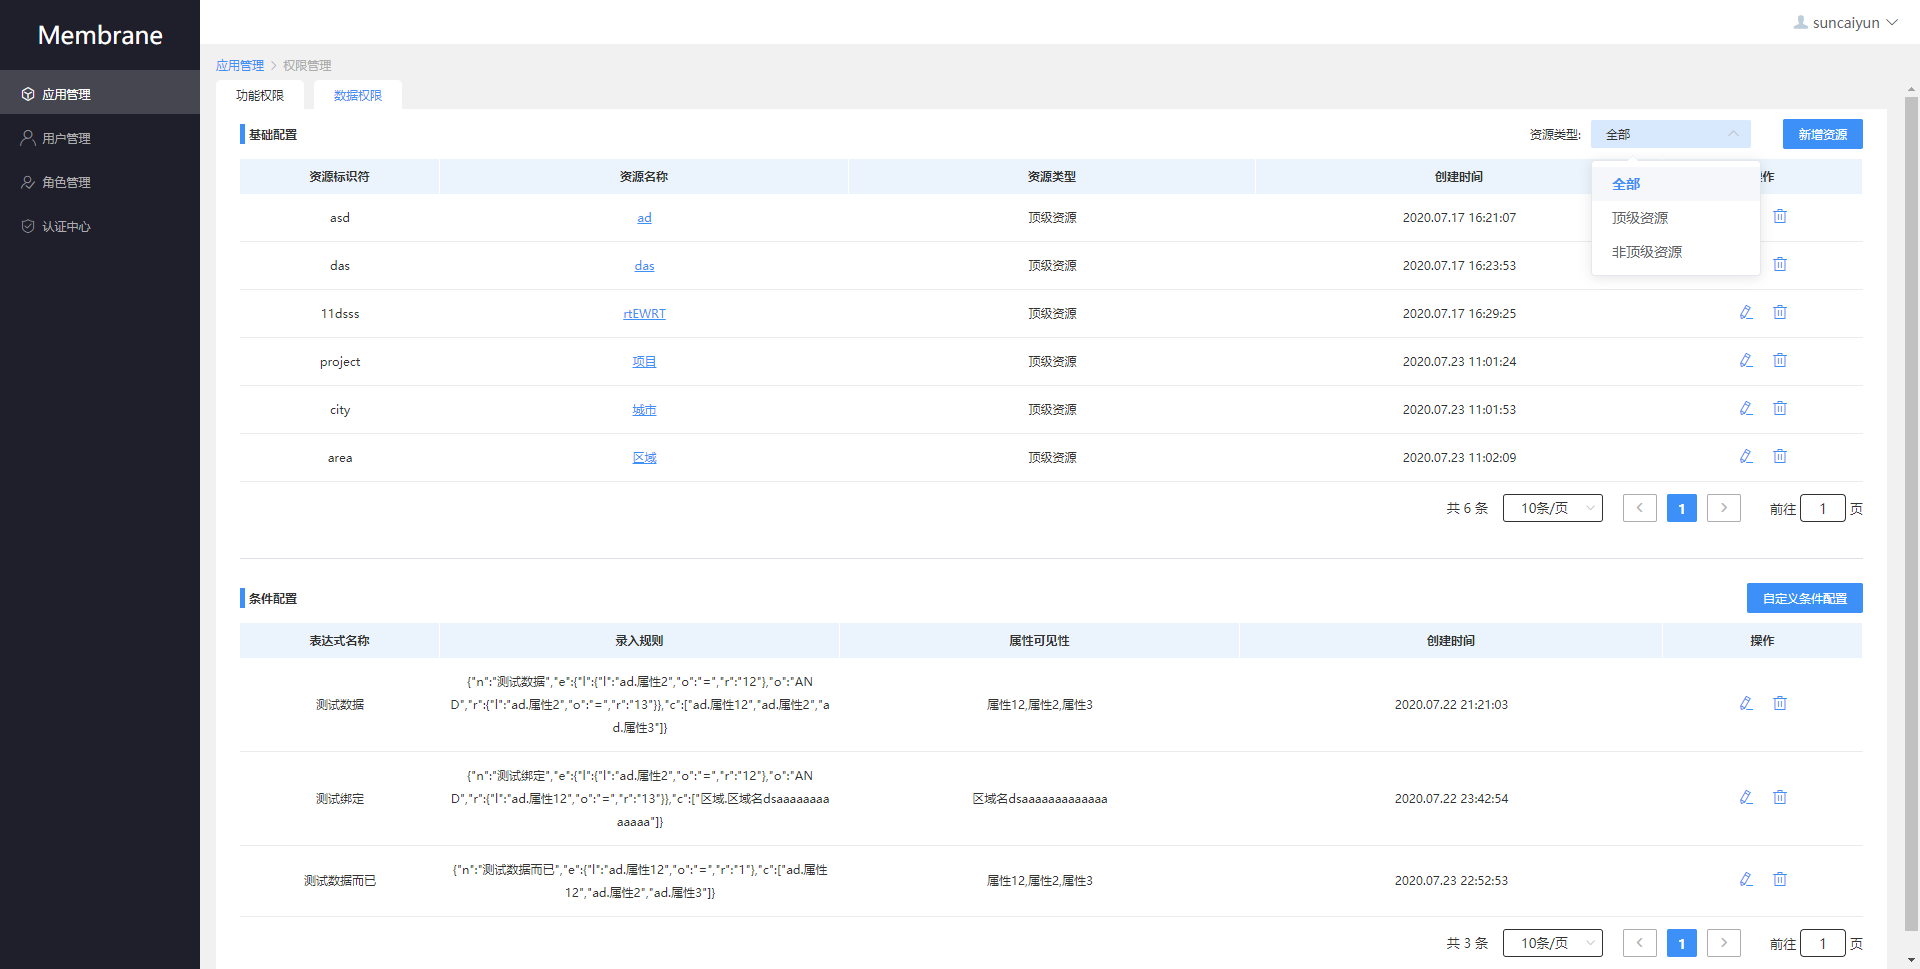 Membrane
suncaiyun
应用管理
用户管理
角色管理
认证中心
应用管理 > 权限管理
功能权限 数据权限
基础配置 资源类型: 全部 新增资源
全部
顶级资源
非顶级资源
资源标识符 资源名称 资源类型 创建时间 作
asd ad 顶级资源 2020.07.17 16:21:07
das das 顶级资源 2020.07.17 16:23:53
11dsss rtEWRT 顶级资源 2020.07.17 16:29:25
project 项目 顶级资源 2020.07.23 11:01:24
city 城市 顶级资源 2020.07.23 11:01:53
area 区域 顶级资源 2020.07.23 11:02:09
共 6 条 10条/页 < 1 > 前往 1 页
条件配置 自定义条件配置
表达式名称 录入规则 属性可见性 创建时间 操作
{"n":"测试数据","e":{"l":{"l":"ad.属性2","o":"=","r":"12"},"o":"AN
测试数据 D","r":{"l":"ad.属性2","o":"=","r":"13"}},"c":["ad.属性12","ad.属性2","a 属性12,属性2,属性3 2020.07.22 21:21:03
d.属性3"]}
{"n":"测试绑定","e":{"l":{"l":"ad.属性2","o":"=","r":"12"},"o":"AN
测试绑定 D","r":{"l":"ad.属性12","o":"=","r":"13"}},"c":["区域.区域名dsaaaaaaaa 区域名dsaaaaaaaaaaaaa 2020.07.22 23:42:54
aaaaa"]}
{"n":"测试数据而已","e":{"l":"ad.属性12","o":"=","r":"1"},"c":["ad.属性
测试数据而已 12","ad.属性2","ad.属性3"]} 属性12,属性2,属性3 2020.07.23 22:52:53
共 3 条 10条/页 < 1 > 前往 1 页